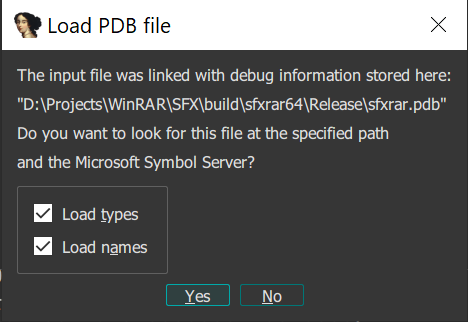 Load PDB file
The input file was linked with debug information stored here:
"D:\Projects\WinRAR\SFX\build\sfxrar64\Release\sfxrar.pdb"
Do you want to look for this file at the specified path
and the Microsoft Symbol Server?
Load types
Load names
Yes No